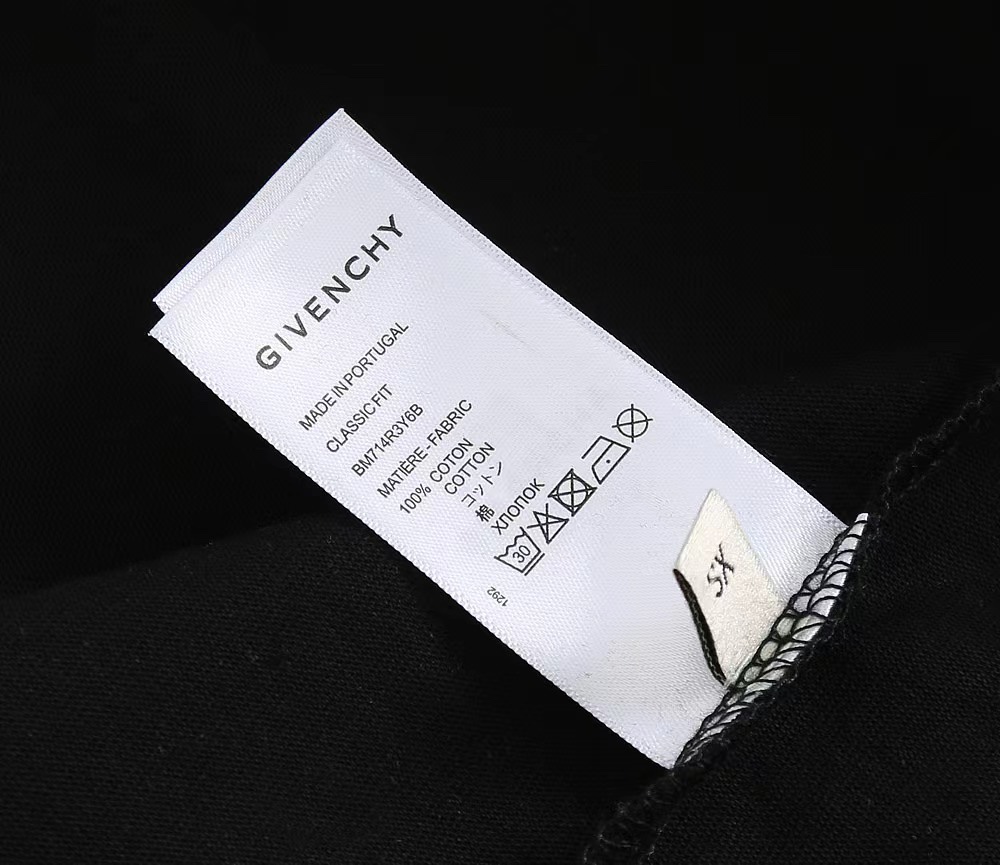 GIVENCHY
MADE IN PORTUGAL
CLASSIC FIT
BM714R3Y6B
MATIÈRE - FABRIC
100% COTON
COTTON
コットン
棉
ХЛОПОК
30
1292
XS